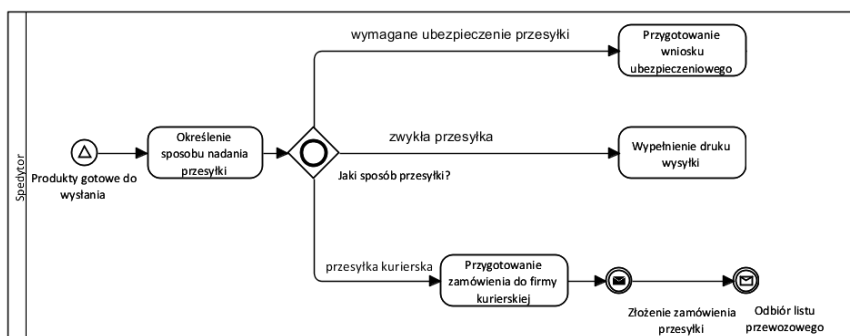 wymagane ubezpieczenie przesyłki
Przygotowanie
wniosku
ubezpieczeniowego
Spedytor
Określenie
sposobu nadania
przesyłki
zwykła przesyłka
Wypełnienie druku
wysyłki
Produkty gotowe do
wysłania
Jaki sposób przesyłki?
przesyłka kurierska
Przygotowanie
zamówienia do firmy
kurierskiej
Złożenie zamówienia
przesyłki
Odbiór listu
przewozowego